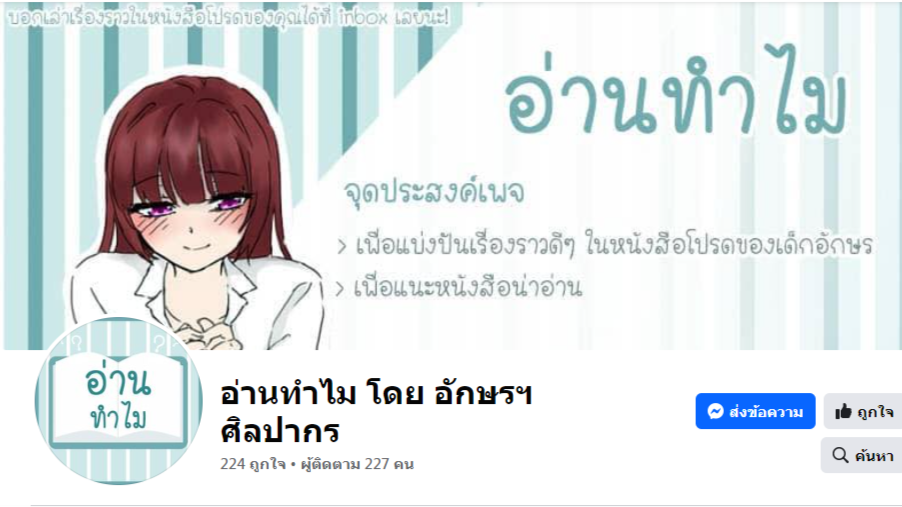 บอกเล่าเรื่องราวในหนังสือโปรดของคุณได้ที่ inbox เลยนะ!
อ่านทำไม
จุดประสงค์เพจ
> เพื่อแบ่งปันเรื่องราวดีๆ ในหนังสือโปรดของเด็กอักษร
> เพื่อแนะหนังสือน่าอ่าน
? ?
อ่าน
ทำไม
อ่านทำไม โดย อักษรฯ
ศิลปากร
224 ถูกใจ • ผู้ติดตาม 227 คน
ส่งข้อความ
ถูกใจ
ค้นหา